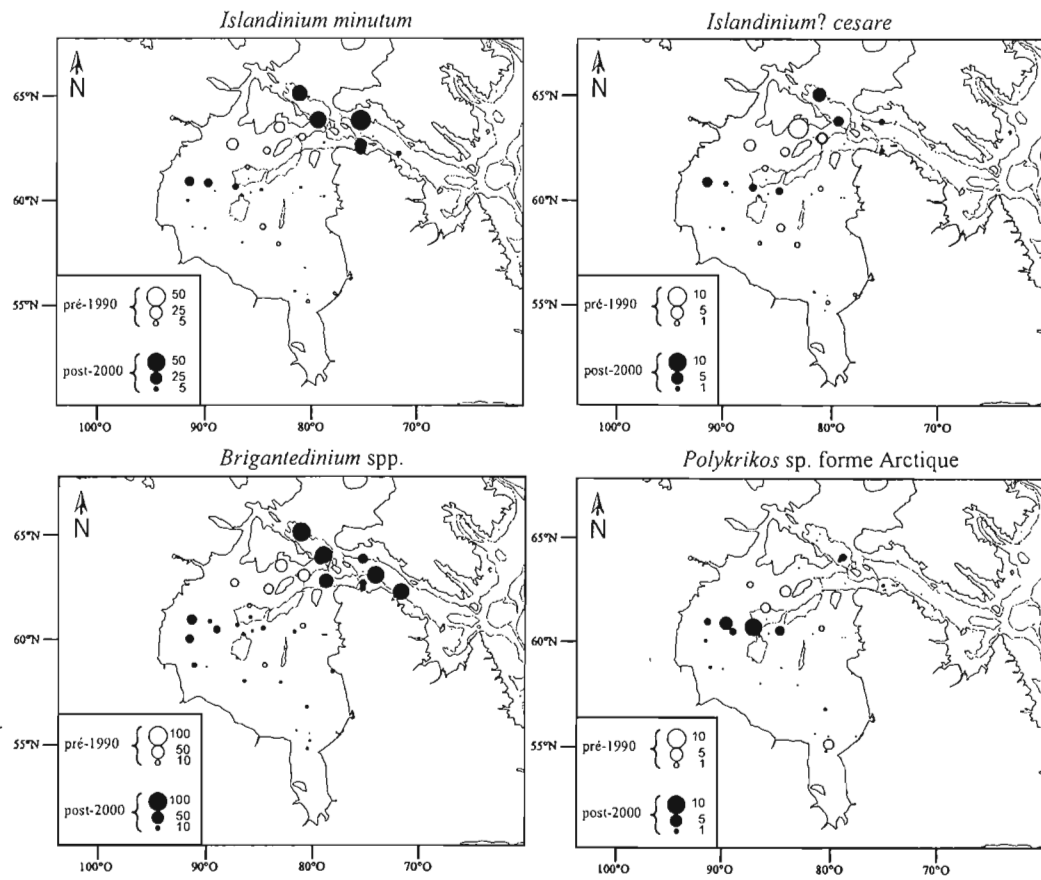 Islandinium minutum
N
65°N
60°N
55°N
pré-1990
50
25
5
post-2000
50
25
5
100°O 90°O 80°O 70°O
Islandinium? cesare
N
65°N
60°N
55°N
pré-1990
10
5
1
post-2000
10
5
1
100°O 90°O 80°O 70°O
Brigantedinium spp.
N
65°N
60°N
55°N
pré-1990
100
50
10
post-2000
100
50
10
100°O 90°O 80°O 70°O
Polykrikos sp. forme Arctique
N
65°N
60°N
55°N
pré-1990
10
5
1
post-2000
10
5
1
100°O 90°O 80°O 70°O